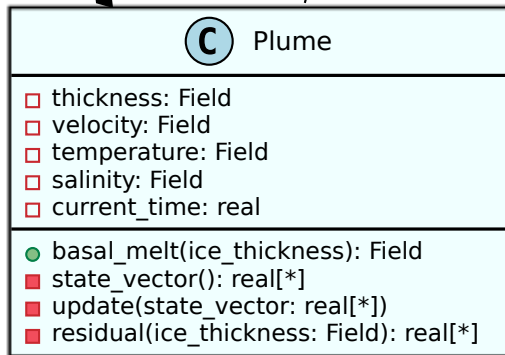 C Plume
thickness: Field
velocity: Field
temperature: Field
salinity: Field
current_time: real
basal_melt(ice_thickness): Field
state_vector(): real[*]
update(state_vector: real[*])
residual(ice_thickness: Field): real[*]